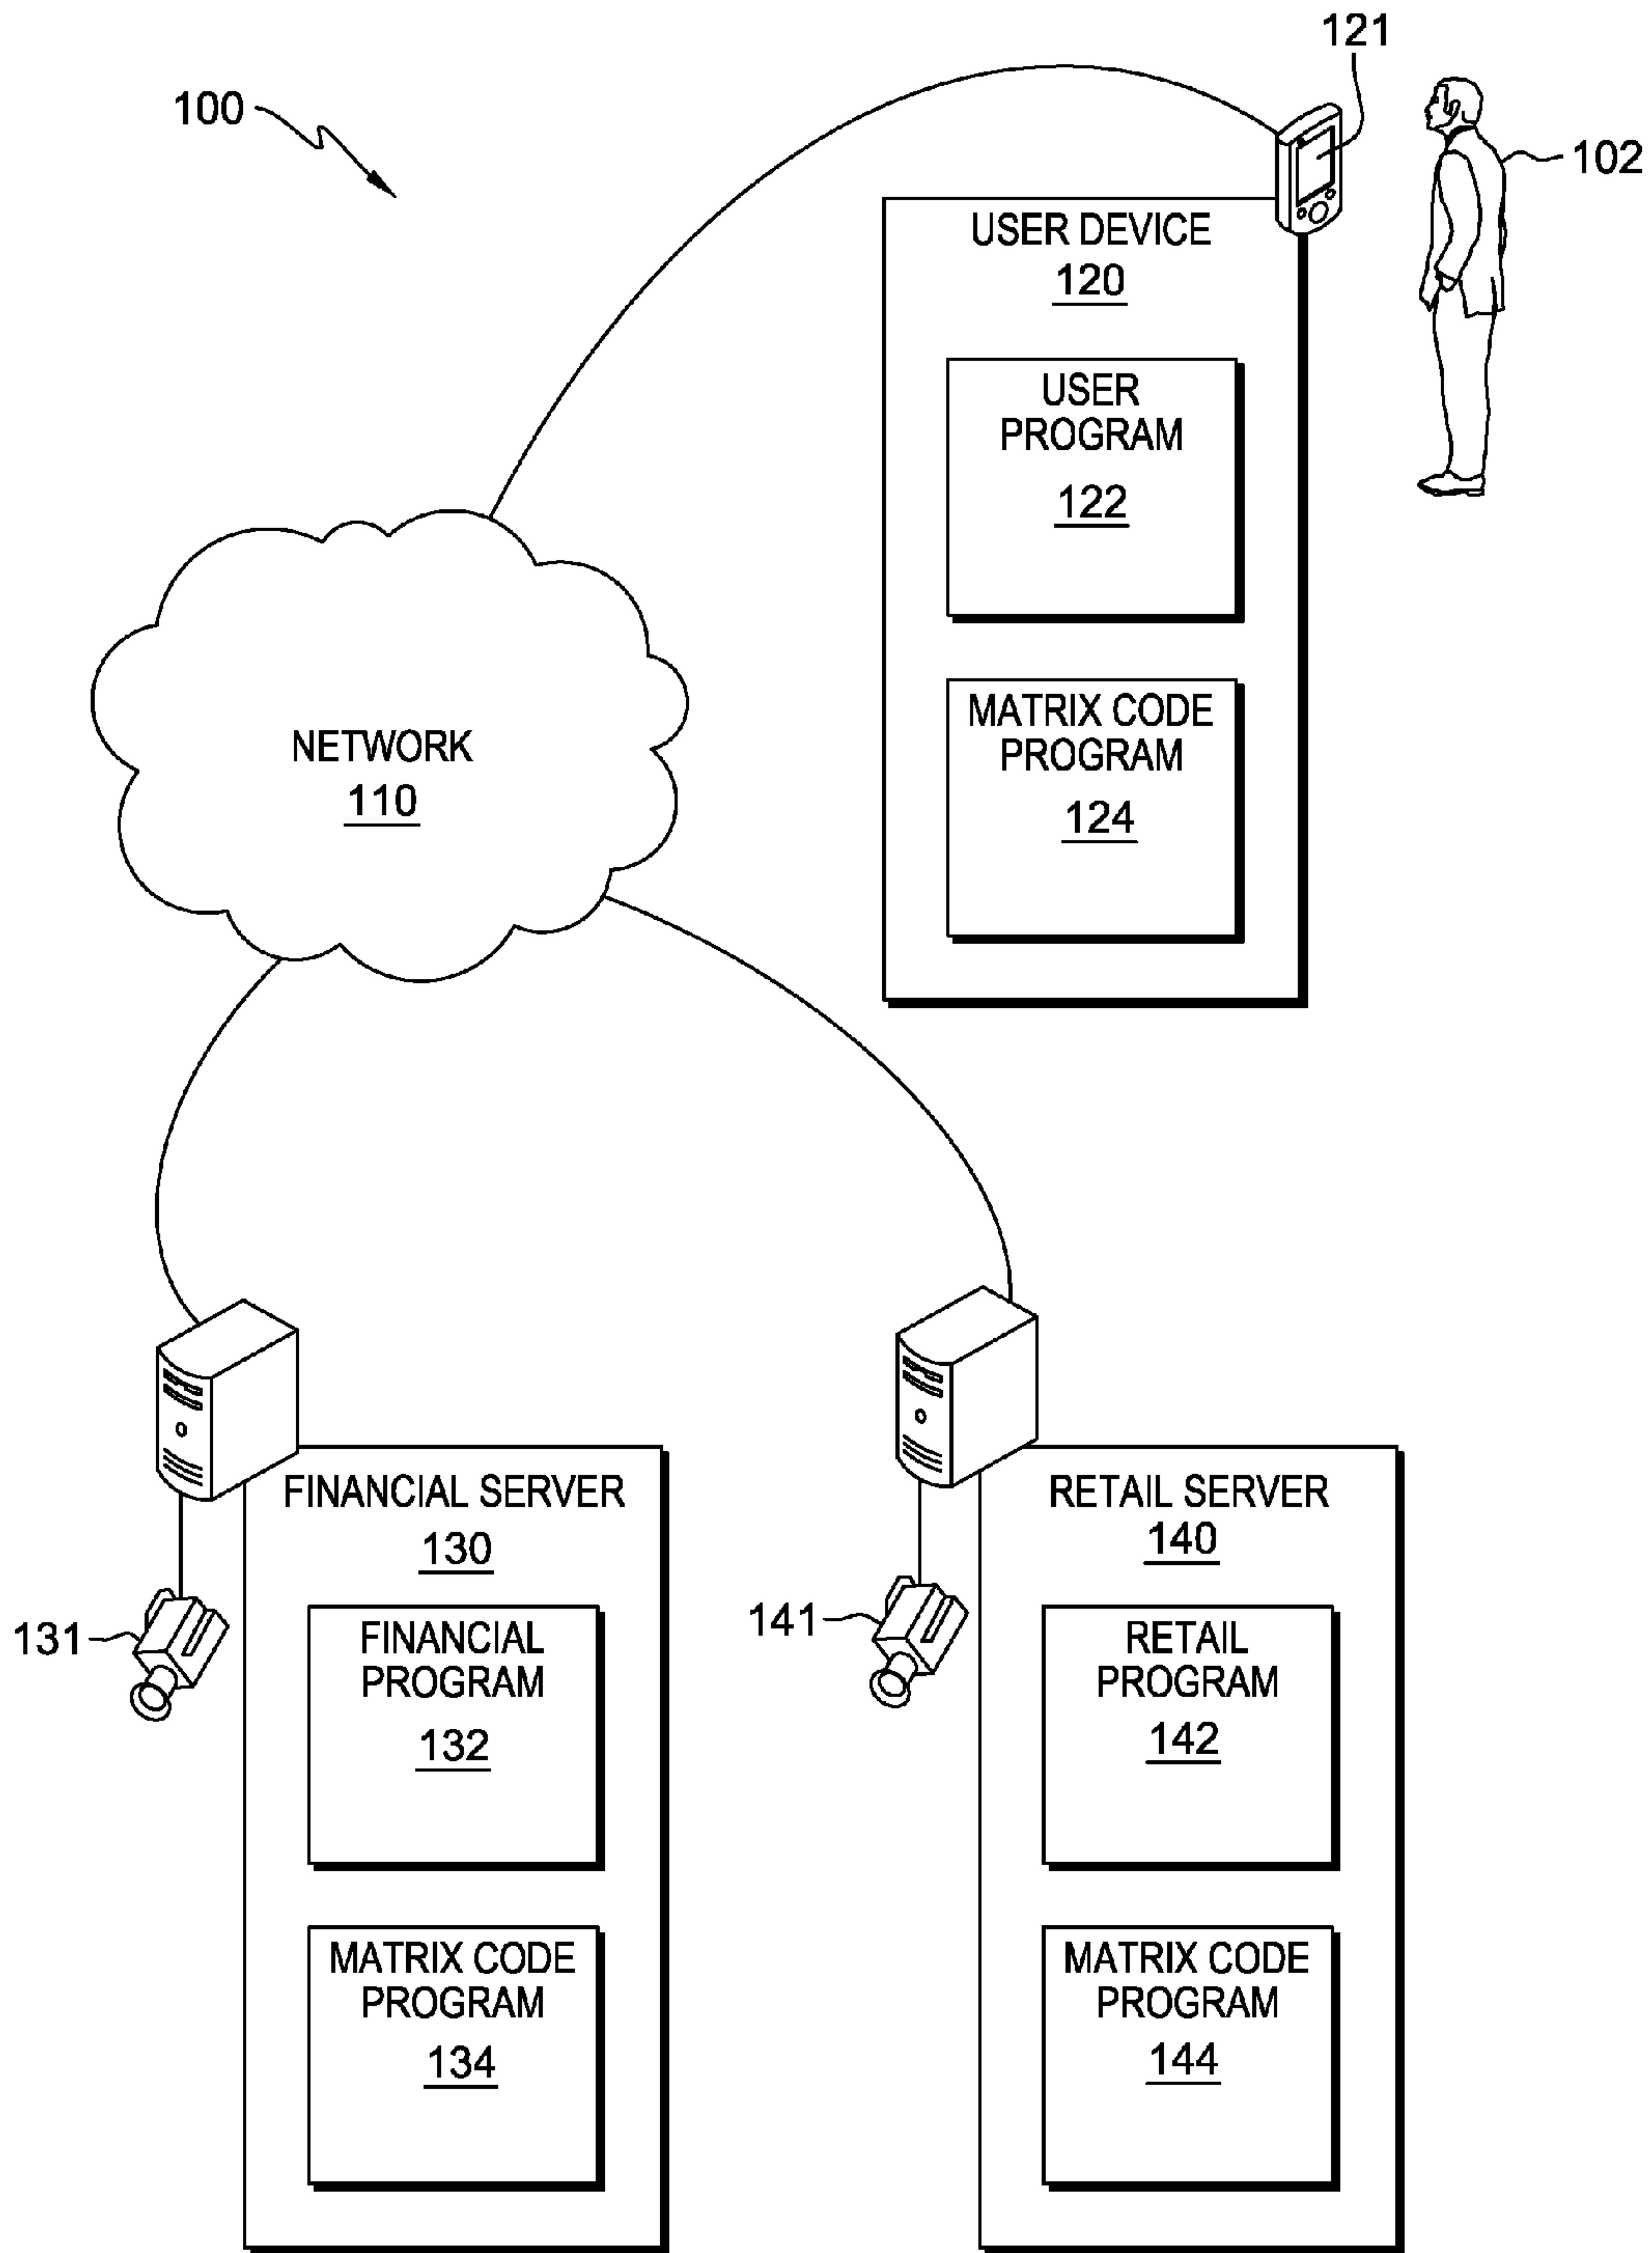 121
100
102
USER DEVICE
120
USER
PROGRAM
122
MATRIX CODE
PROGRAM
124
NETWORK
110
FINANCIAL SERVER
130
131
FINANCIAL
PROGRAM
132
MATRIX CODE
PROGRAM
134
RETAIL SERVER
140
141
RETAIL
PROGRAM
142
MATRIX CODE
PROGRAM
144